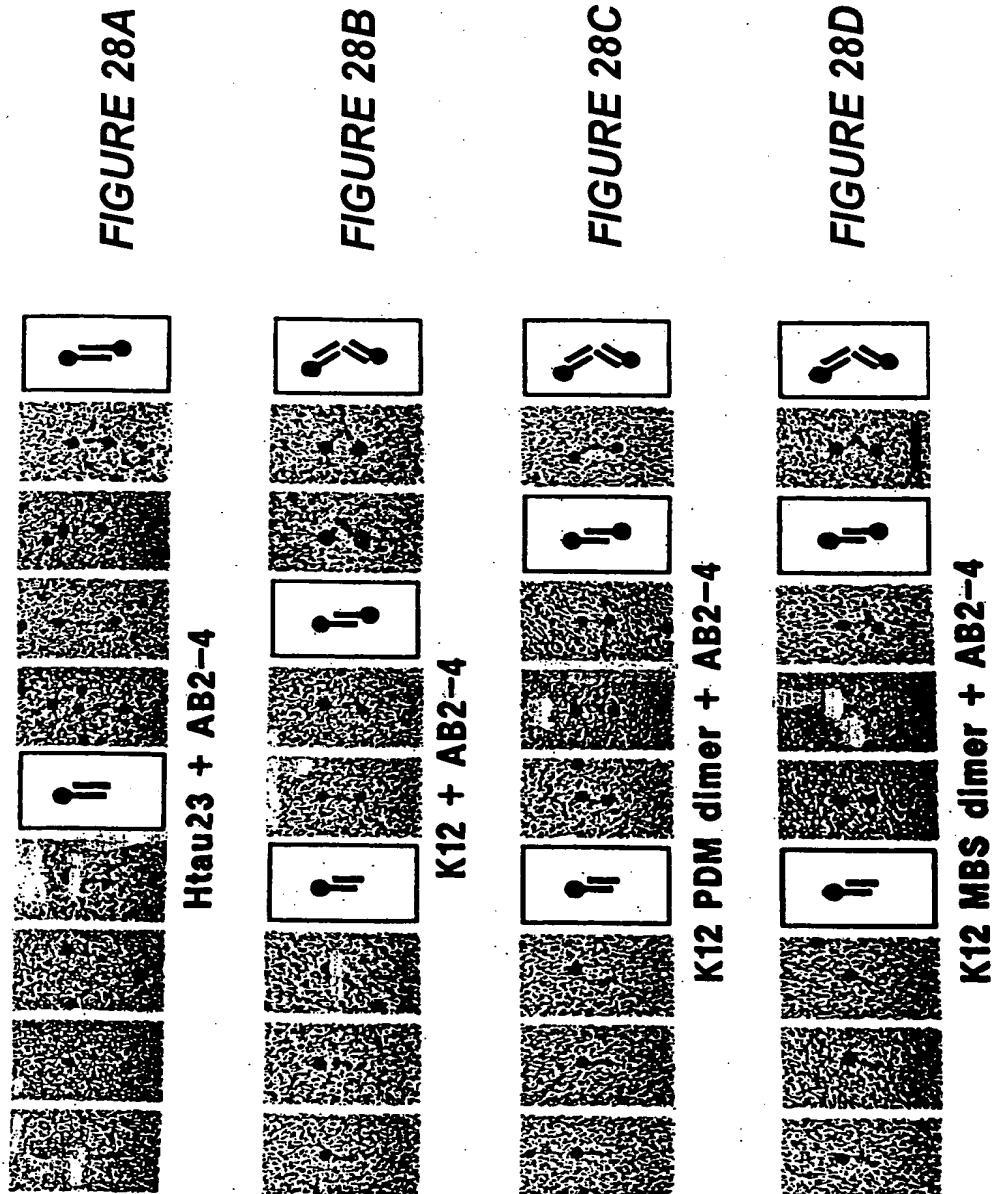 FIGURE 28A
Htau23 + AB2-4
FIGURE 28B
K12 + AB2-4
FIGURE 28C
K12 PDM dimer + AB2-4
FIGURE 28D
K12 MBS dimer + AB2-4